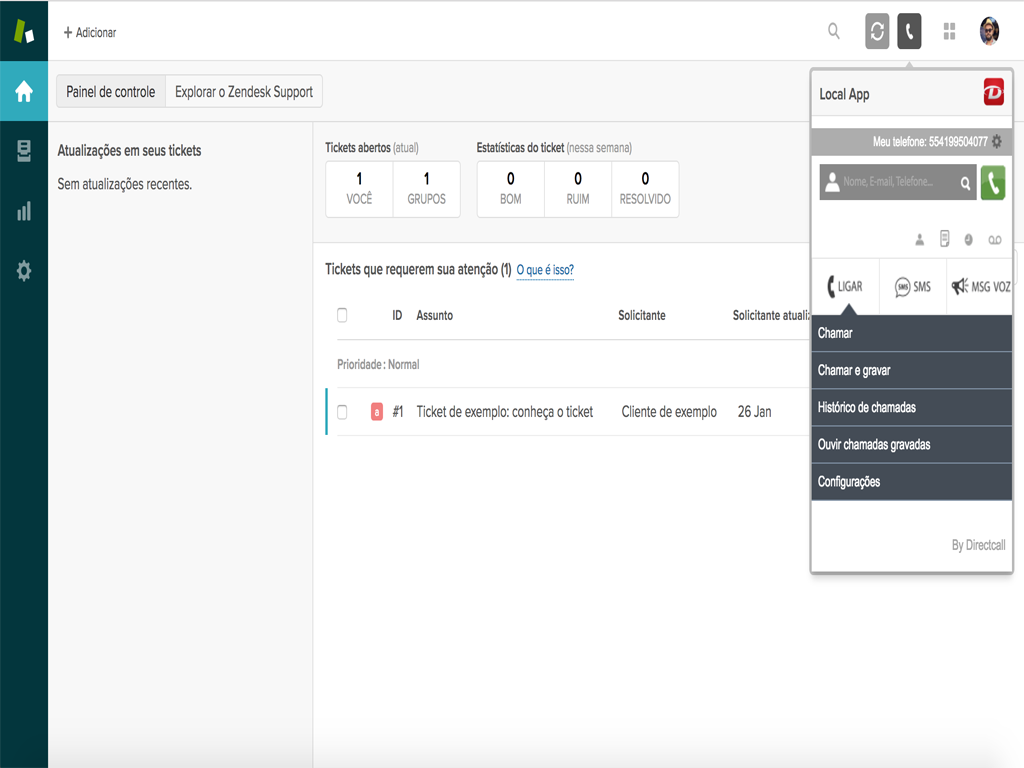 + Adicionar
Painel de controle
Explorar o Zendesk Support
Atualizações em seus tickets
Sem atualizações recentes.
Tickets abertos (atual)
1
VOCÊ
1
GRUPOS
Estatísticas do ticket (nessa semana)
0
BOM
0
RUIM
0
RESOLVIDO
Tickets que requerem sua atenção (1) O que é isso?
ID Assunto Solicitante Solicitante atualiz
Prioridade: Normal
a #1 Ticket de exemplo: conheça o ticket Cliente de exemplo 26 Jan
Local App
D
Meu telefone: 554199504077
Nome, E-mail, Telefone...
LIGAR
SMS SMS
MSG VOZ
Chamar
Chamar e gravar
Histórico de chamadas
Ouvir chamadas gravadas
Configurações
By Directcall